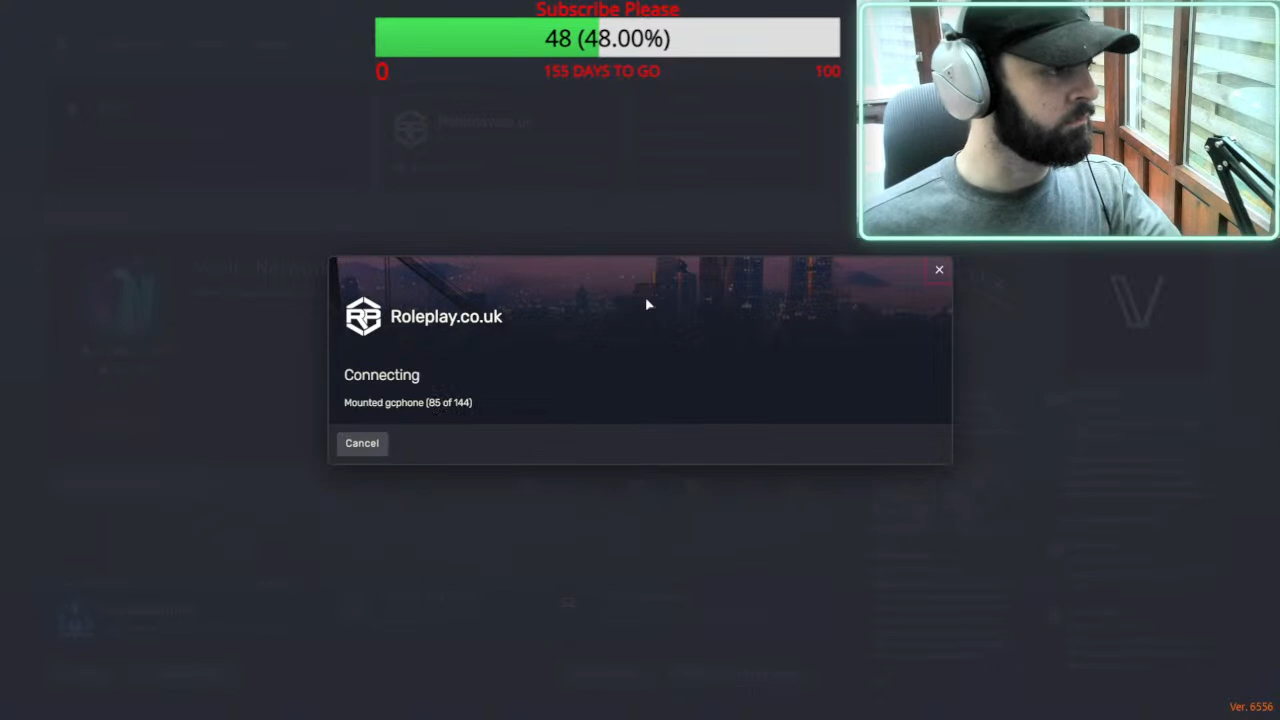 Subscribe Please
48 (48.00%)
0
155 DAYS TO GO
100
RP Roleplay.co.uk
Connecting
Mounted gcphone (85 of 144)
Cancel
Ver. 6556